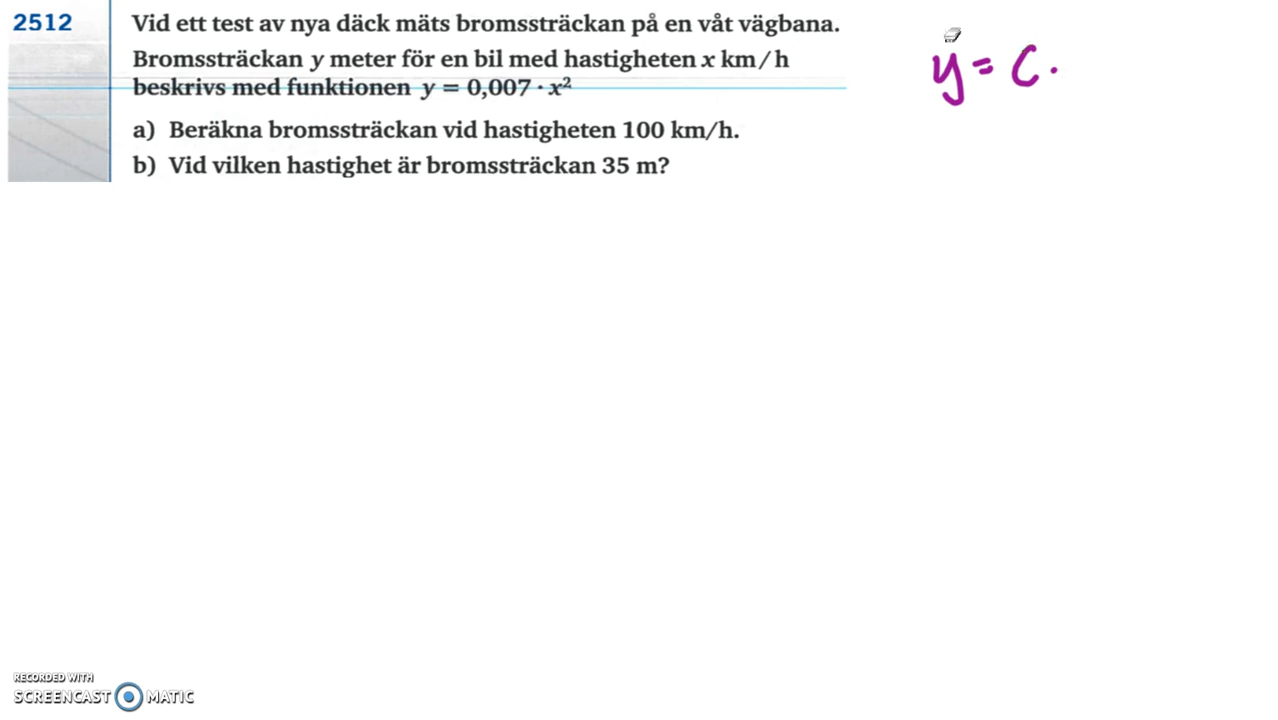 2512
Vid ett test av nya däck mäts bromssträckan på en våt vägbana.
Bromssträckan y meter för en bil med hastigheten x km/h
beskrivs med funktionen y = 0,007 · x²
a) Beräkna bromssträckan vid hastigheten 100 km/h.
b) Vid vilken hastighet är bromssträckan 35 m?
y = C ·
RECORDED WITH
SCREENCAST MATIC